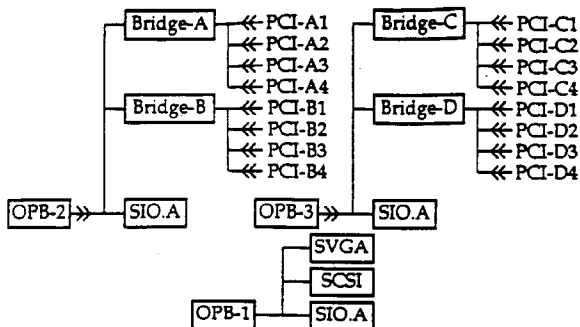 Bridge-A
PCI-A1
PCI-A2
PCI-A3
PCI-A4
Bridge-B
PCI-B1
PCI-B2
PCI-B3
PCI-B4
OPB-2
SIO.A
Bridge-C
PCI-C1
PCI-C2
PCI-C3
PCI-C4
Bridge-D
PCI-D1
PCI-D2
PCI-D3
PCI-D4
OPB-3
SIO.A
SVGA
SCSI
OPB-1
SIO.A